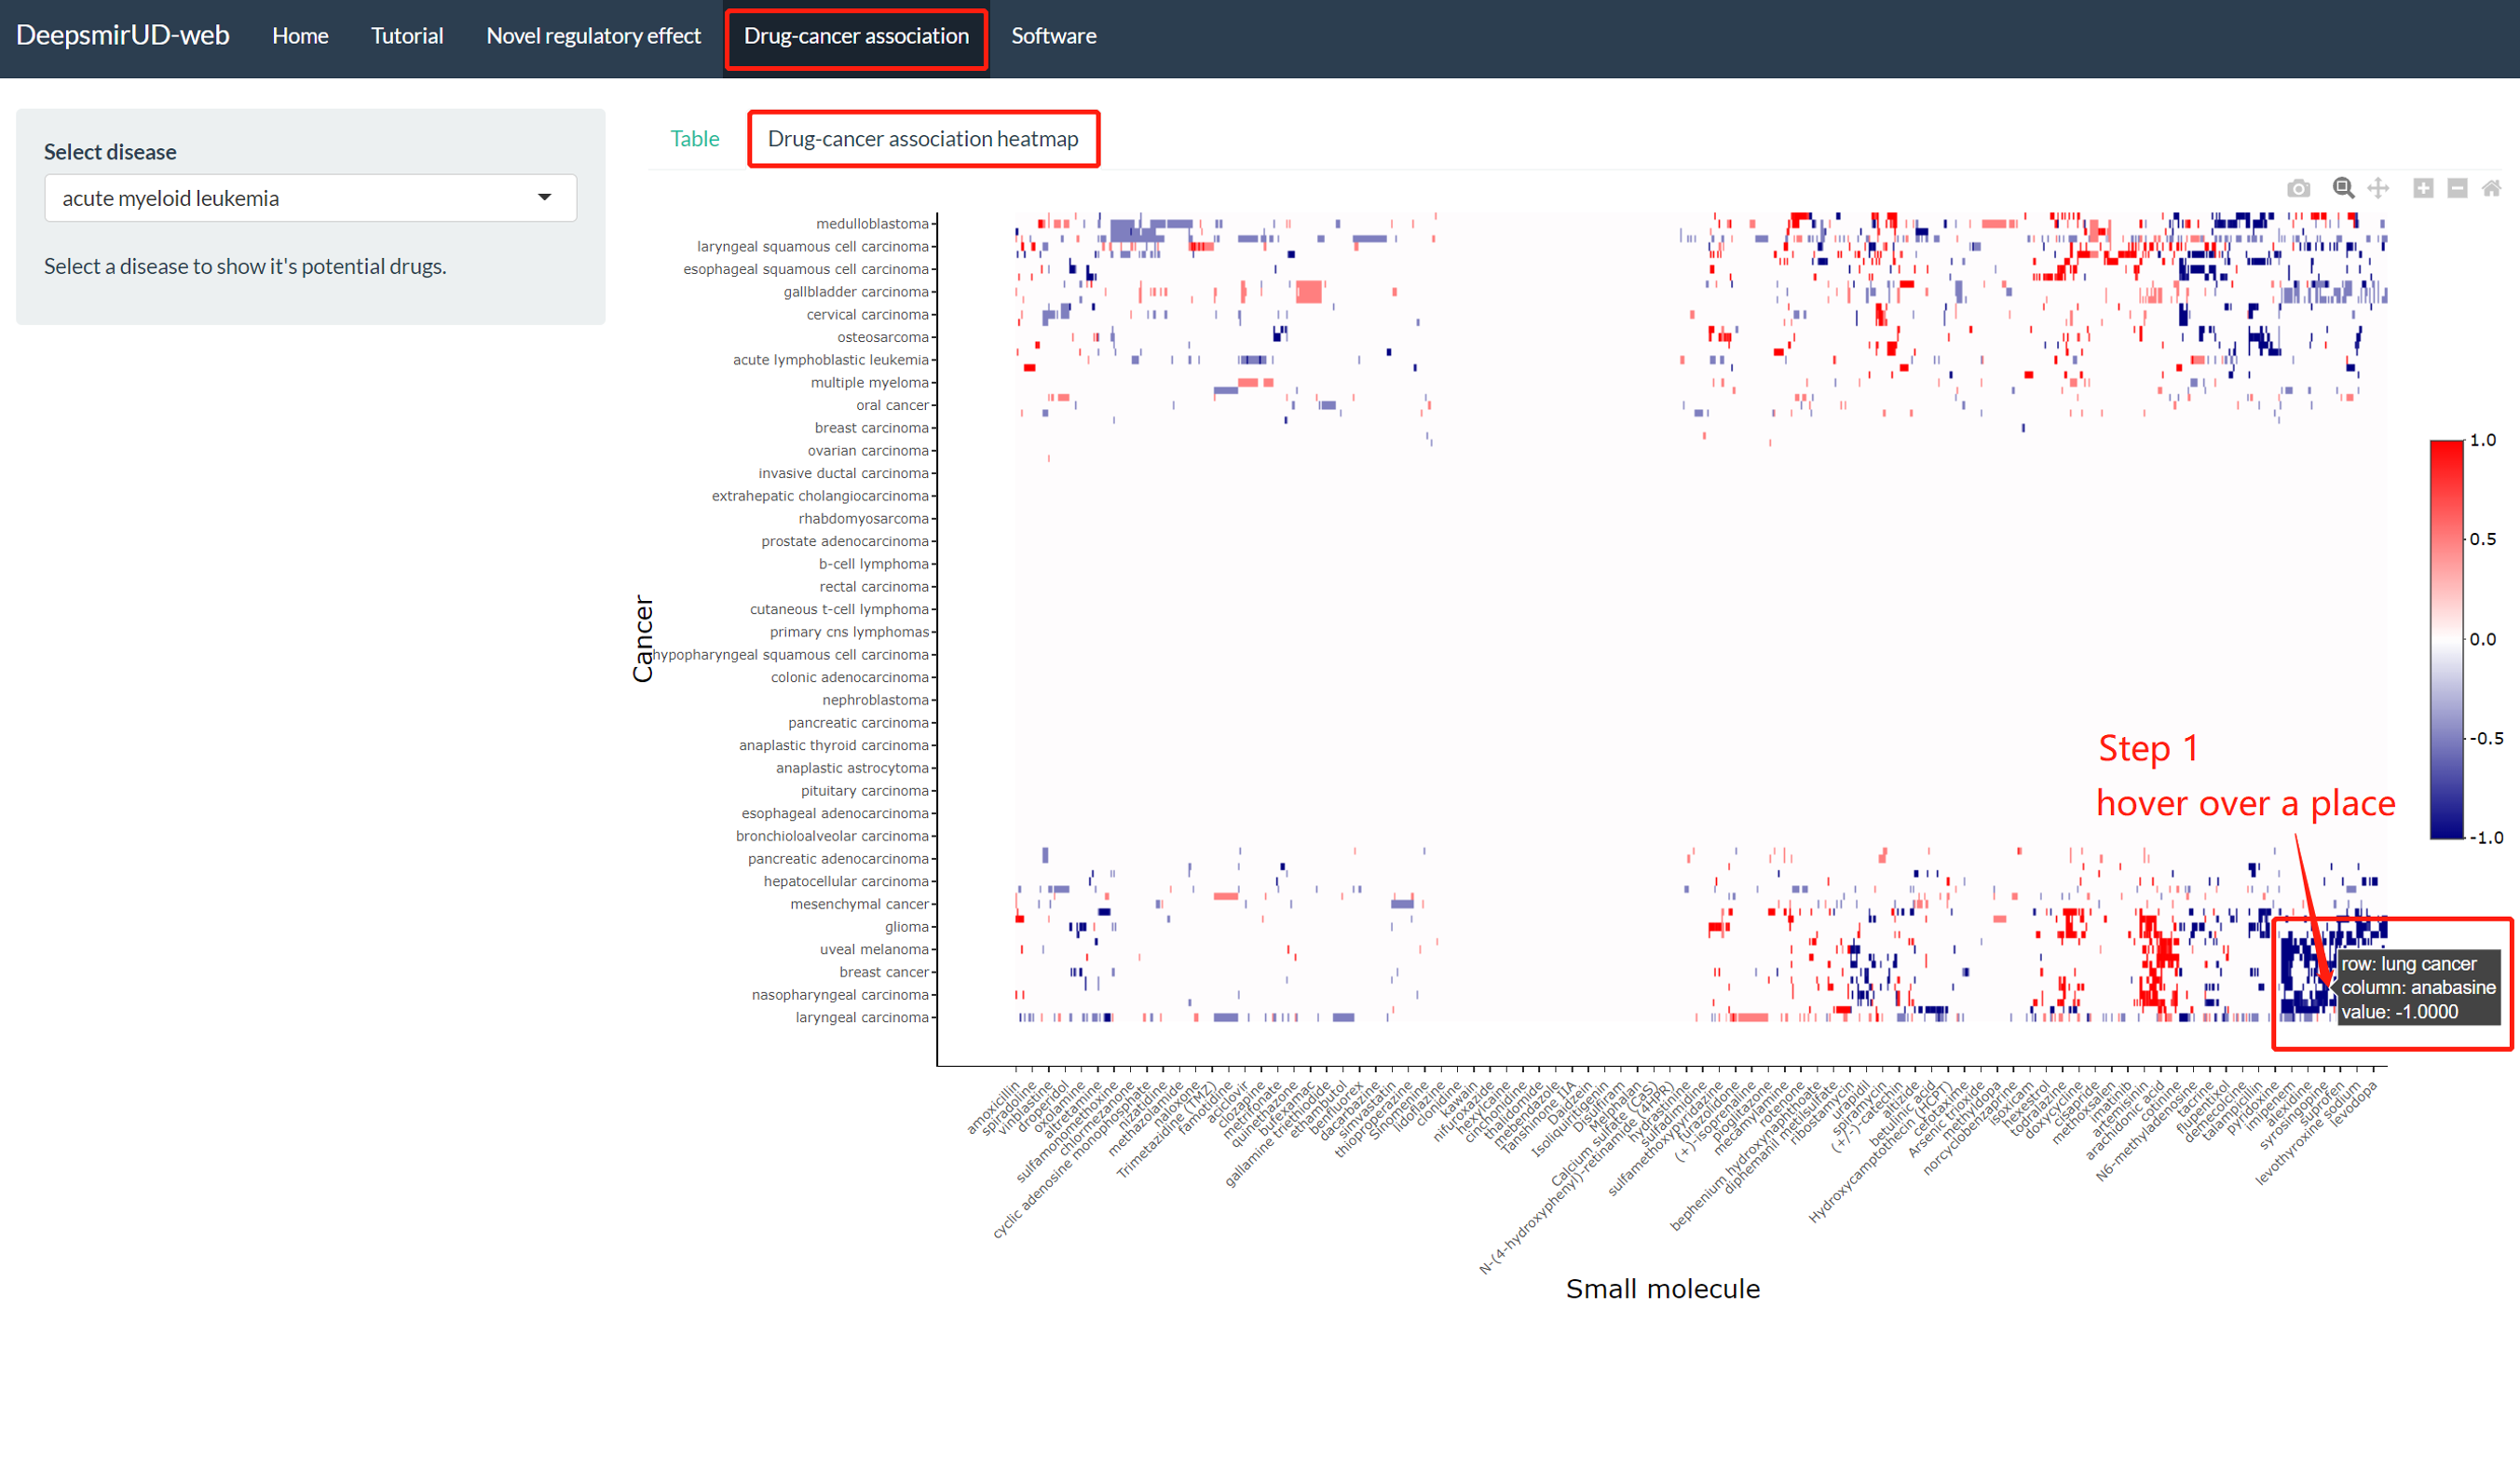 DeepsmirUD-web Home Tutorial Novel regulatory effect Drug-cancer association Software
Select disease
acute myeloid leukemia
Select a disease to show it's potential drugs.
Table Drug-cancer association heatmap
Cancer
medulloblastoma
laryngeal squamous cell carcinoma
esophageal squamous cell carcinoma
gallbladder carcinoma
cervical carcinoma
osteosarcoma
acute lymphoblastic leukemia
multiple myeloma
oral cancer
breast carcinoma
ovarian carcinoma
invasive ductal carcinoma
extrahepatic cholangiocarcinoma
rhabdomyosarcoma
prostate adenocarcinoma
b-cell lymphoma
rectal carcinoma
cutaneous t-cell lymphoma
primary cns lymphomas
hypopharyngeal squamous cell carcinoma
colonic adenocarcinoma
nephroblastoma
pancreatic carcinoma
anaplastic thyroid carcinoma
anaplastic astrocytoma
pituitary carcinoma
esophageal adenocarcinoma
bronchioloalveolar carcinoma
pancreatic adenocarcinoma
hepatocellular carcinoma
mesenchymal cancer
glioma
uveal melanoma
breast cancer
nasopharyngeal carcinoma
laryngeal carcinoma
1.0
0.5
0.0
-0.5
-1.0
Step 1
hover over a place
row: lung cancer
column: anabasine
value: -1.0000
amoxicillin
spiradoline
vinblastine
droperidol
oxolamine
altretamine
sulfamonomethoxine
chlormezanone
cyclic adenosine monophosphate
nizatidine
methazolamide
naloxone
Trimetazidine (TMZ)
famotidine
aciclovir
clozapine
metrifonate
quinethazone
bufexamac
gallamine triethiodide
ethambutol
benfluorex
dacarbazine
simvastatin
thioproperazine
Sinomenine
lidoflazine
clonidine
kawain
nifuroxazide
hexylcaine
cinchonidine
thalidomide
mebendazole
Tanshinone IIA
Daidzein
Isoliquiritigenin
Disulfiram
Melphalan
Calcium sulfate (CaS)
N-(4-hydroxyphenyl)-retinamide (4HPR)
hydrastinine
sulfadimidine
sulfamethoxypyridazine
furazolidone
(+)-isoprenaline
pioglitazone
mecamylamine
rotenone
bephenium hydroxynaphthoate
diphemanil metilsulfate
ribostamycin
urapidil
spiramycin
(+/-)-catechin
altizide
betulinic acid
Hydroxycamptothecin (HCPT)
cefotaxime
Arsenic trioxide
methyldopa
norcyclobenzaprine
isoxicam
hexestrol
todralazine
doxycycline
cisapride
methoxsalen
imatinib
artemisinin
arachidonic acid
cotinine
N6-methyladenosine
tacrine
flupentixol
demecolcine
talampicillin
pyridoxine
imipenem
alexidine
syrosingopine
suprofen
levothyroxine sodium
levodopa
Small molecule